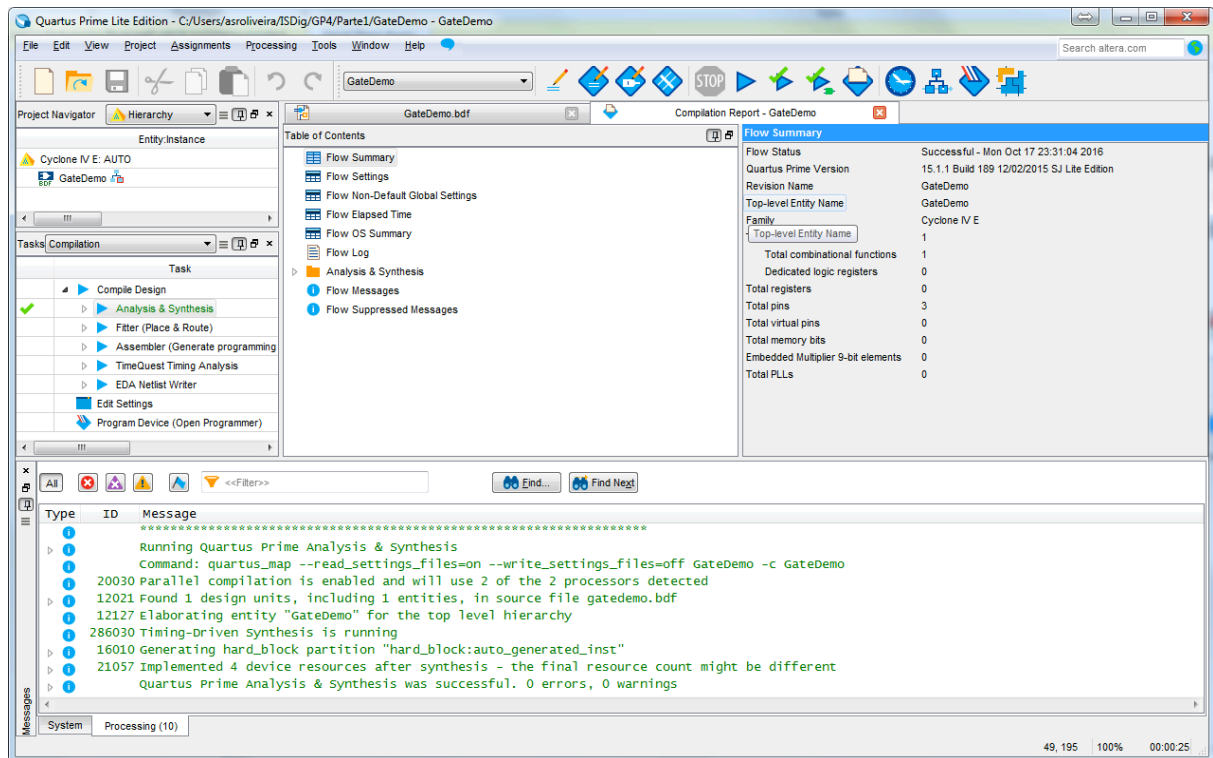 Quartus Prime Lite Edition - C:/Users/asroliveira/ISDig/GP4/Parte1/GateDemo - GateDemo
File Edit View Project Assignments Processing Tools Window Help
Search altera.com
GateDemo
STOP
Project Navigator
Hierarchy
Entity:Instance
Cyclone IV E: AUTO
BDF GateDemo
Tasks
Compilation
Task
Compile Design
Analysis & Synthesis
Fitter (Place & Route)
Assembler (Generate programming
TimeQuest Timing Analysis
EDA Netlist Writer
Edit Settings
Program Device (Open Programmer)
GateDemo.bdf
Compilation Report - GateDemo
Table of Contents
Flow Summary
Flow Settings
Flow Non-Default Global Settings
Flow Elapsed Time
Flow OS Summary
Flow Log
Analysis & Synthesis
Flow Messages
Flow Suppressed Messages
Flow Summary
Flow Status Successful - Mon Oct 17 23:31:04 2016
Quartus Prime Version 15.1.1 Build 189 12/02/2015 SJ Lite Edition
Revision Name GateDemo
Top-level Entity Name GateDemo
Family Cyclone IV E
Top-level Entity Name 1
Total combinational functions 1
Dedicated logic registers 0
Total registers 0
Total pins 3
Total virtual pins 0
Total memory bits 0
Embedded Multiplier 9-bit elements 0
Total PLLs 0
All
<<Filter>>
Find...
Find Next
Type ID Message
*******************************************************************
Running Quartus Prime Analysis & Synthesis
Command: quartus_map --read_settings_files=on --write_settings_files=off GateDemo -c GateDemo
20030 Parallel compilation is enabled and will use 2 of the 2 processors detected
12021 Found 1 design units, including 1 entities, in source file gatedemo.bdf
12127 Elaborating entity "GateDemo" for the top level hierarchy
286030 Timing-Driven Synthesis is running
16010 Generating hard_block partition "hard_block:auto_generated_inst"
21057 Implemented 4 device resources after synthesis - the final resource count might be different
Quartus Prime Analysis & Synthesis was successful. 0 errors, 0 warnings
Messages
System
Processing (10)
49, 195 100% 00:00:25